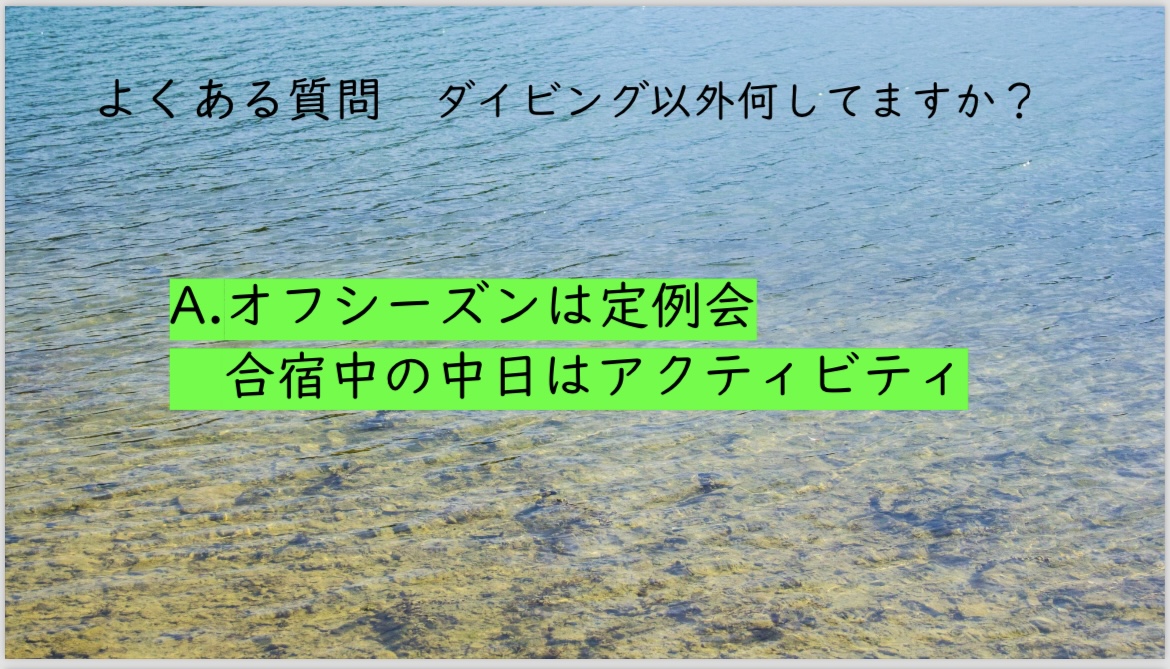 よくある質問　ダイビング以外何してますか？
A.オフシーズンは定例会
合宿中の中日はアクティビティ